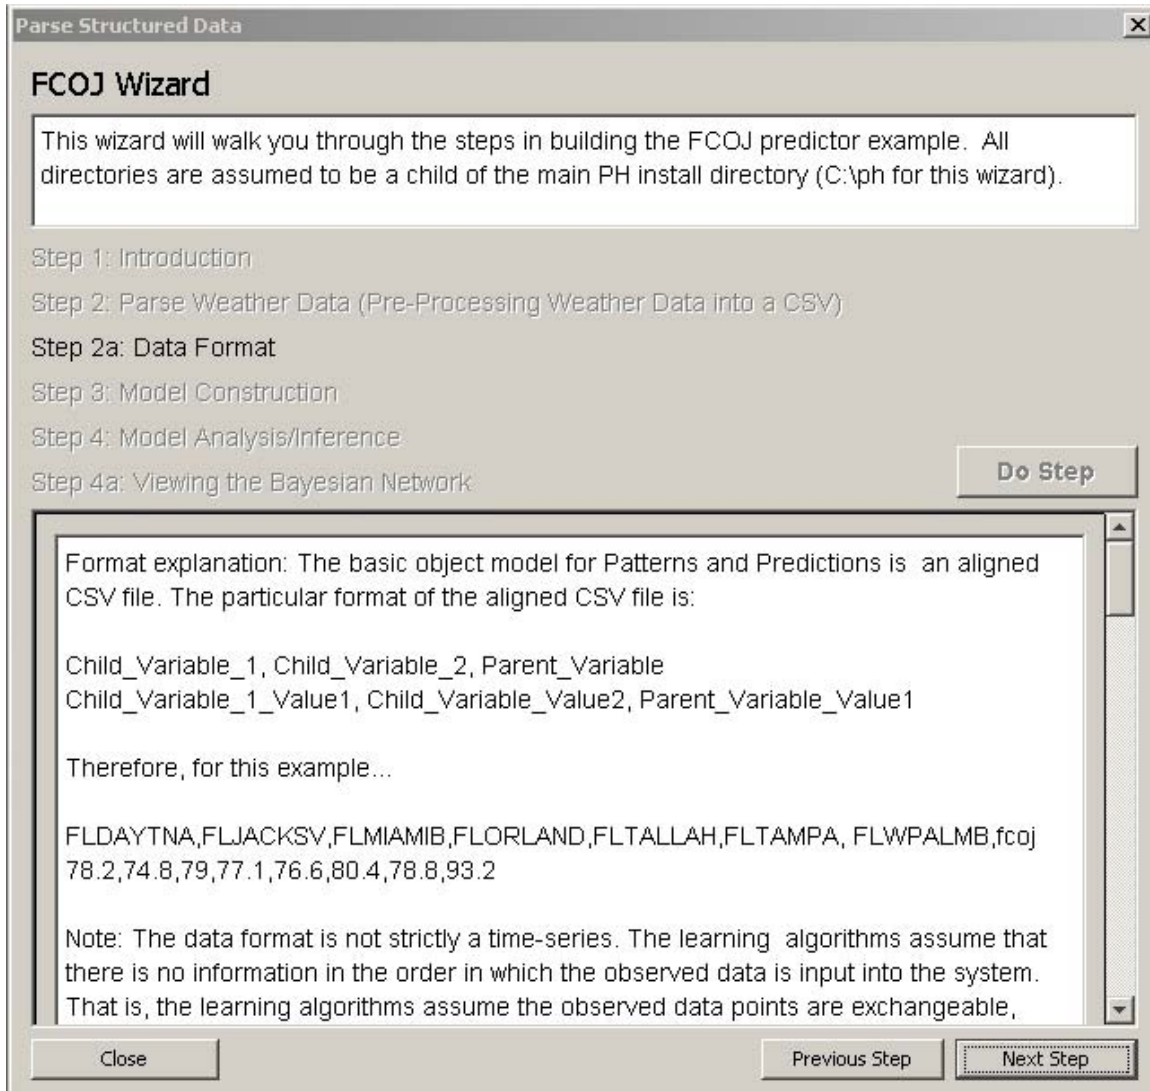 Parse Structured Data
FCOJ Wizard
This wizard will walk you through the steps in building the FCOJ predictor example. All
directories are assumed to be a child of the main PH install directory (C:\ph for this wizard).
Step 1: Introduction
Step 2: Parse Weather Data (Pre-Processing Weather Data into a CSV)
Step 2a: Data Format
Step 3: Model Construction
Step 4: Model Analysis/Inference
Step 4a: Viewing the Bayesian Network
Do Step
Format explanation: The basic object model for Patterns and Predictions is an aligned
CSV file. The particular format of the aligned CSV file is:
Child_Variable_1, Child_Variable_2, Parent_Variable
Child_Variable_1_Value1, Child_Variable_Value2, Parent_Variable_Value1
Therefore, for this example...
FLDAYTNA,FLJACKSV,FLMIAMIB,FLORLAND,FLTALLAH,FLTAMPA, FLWPALMB,fcoj
78.2,74.8,79,77.1,76.6,80.4,78.8,93.2
Note: The data format is not strictly a time-series. The learning algorithms assume that
there is no information in the order in which the observed data is input into the system.
That is, the learning algorithms assume the observed data points are exchangeable,
Close
Previous Step
Next Step